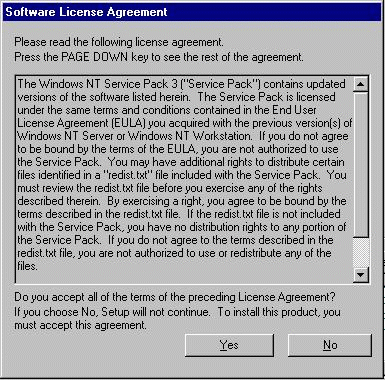 Software License Agreement
Please read the following license agreement.
Press the PAGE DOWN key to see the rest of the agreement.
The Windows NT Service Pack 3 ("Service Pack") contains updated
versions of the software listed herein.  The Service Pack is licensed
under the same terms and conditions contained in the End User
License Agreement (EULA) you acquired with the previous version(s) of
Windows NT Server or Windows NT Workstation.  If you do not agree
to be bound by the terms of the EULA, you are not authorized to use
the Service Pack.  You may have additional rights to distribute certain
files identified in a "redist.txt" file included with the Service Pack.  You
must review the redist.txt file before you exercise any of the rights
described therein.  By exercising a right, you agree to be bound by the
terms described in the redist.txt file.  If the redist.txt file is not included
with the Service Pack, you have no distribution rights to any portion of
the Service Pack.  If you do not agree to the terms described in the
redist.txt file, you are not authorized to use or redistribute any of the
files.
Do you accept all of the terms of the preceding License Agreement?
If you choose No, Setup will not continue.  To install this product, you
must accept this agreement.
Yes
No